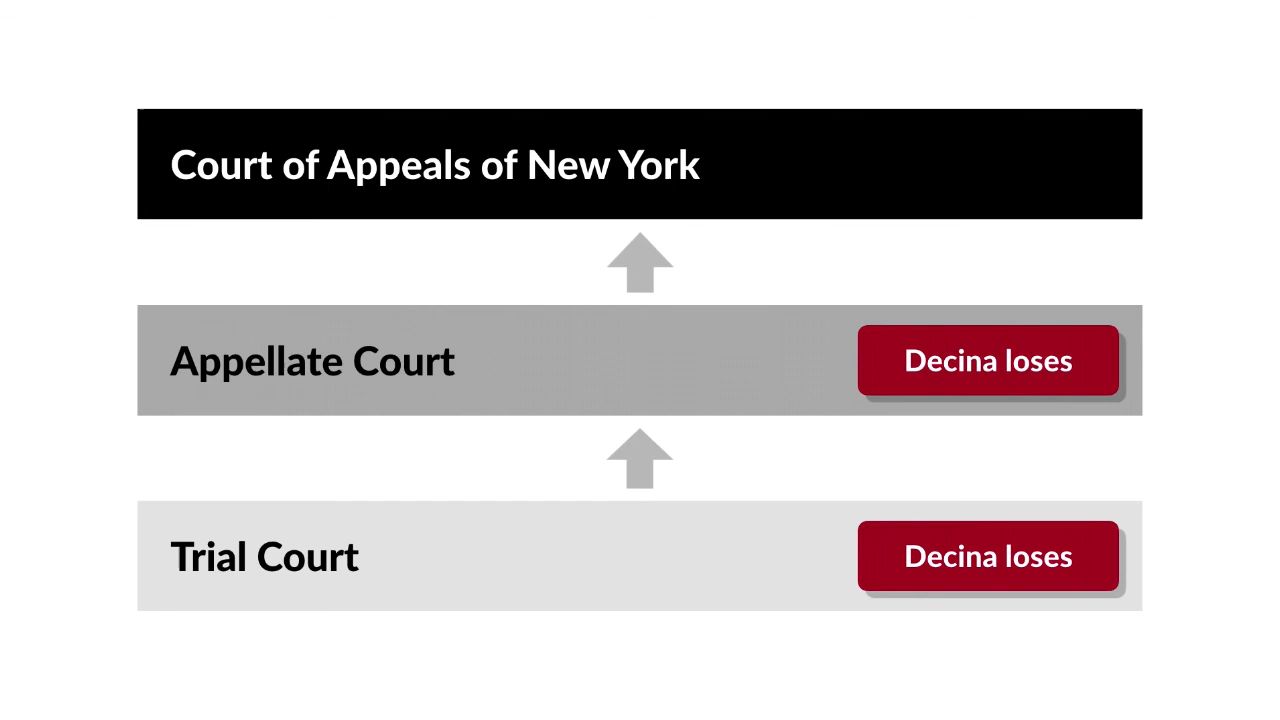 Court of Appeals of New York
Appellate Court
Decina loses
Trial Court
Decina loses